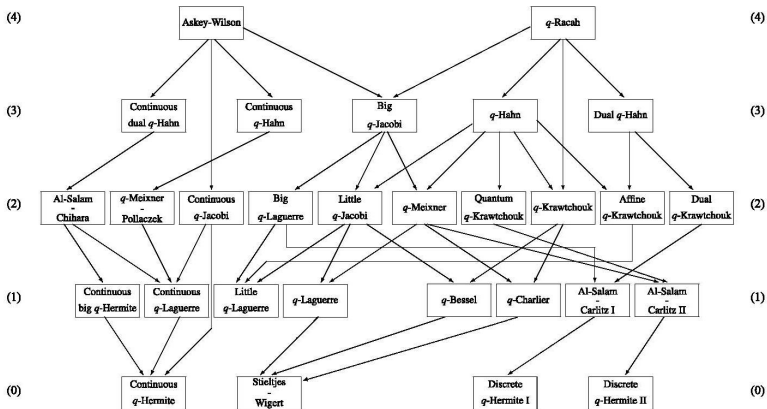 (4)
Askey-Wilson
q-Racah
(4)
(3)
Continuous
dual q-Hahn
Continuous
q-Hahn
Big
q-Jacobi
q-Hahn
Dual q-Hahn
(3)
(2)
Al-Salam
-
Chihara
q-Meixner
-
Pollaczek
Continuous
q-Jacobi
Big
q-Laguerre
Little
q-Jacobi
q-Meixner
Quantum
q-Krawtchouk
q-Krawtchouk
Affine
q-Krawtchouk
Dual
q-Krawtchouk
(2)
(1)
Continuous
big q-Hermite
Continuous
q-Laguerre
Little
q-Laguerre
q-Laguerre
q-Bessel
q-Charlier
Al-Salam
-
Carlitz I
Al-Salam
-
Carlitz II
(1)
(0)
Continuous
q-Hermite
Stieltjes
-
Wigert
Discrete
q-Hermite I
Discrete
q-Hermite II
(0)